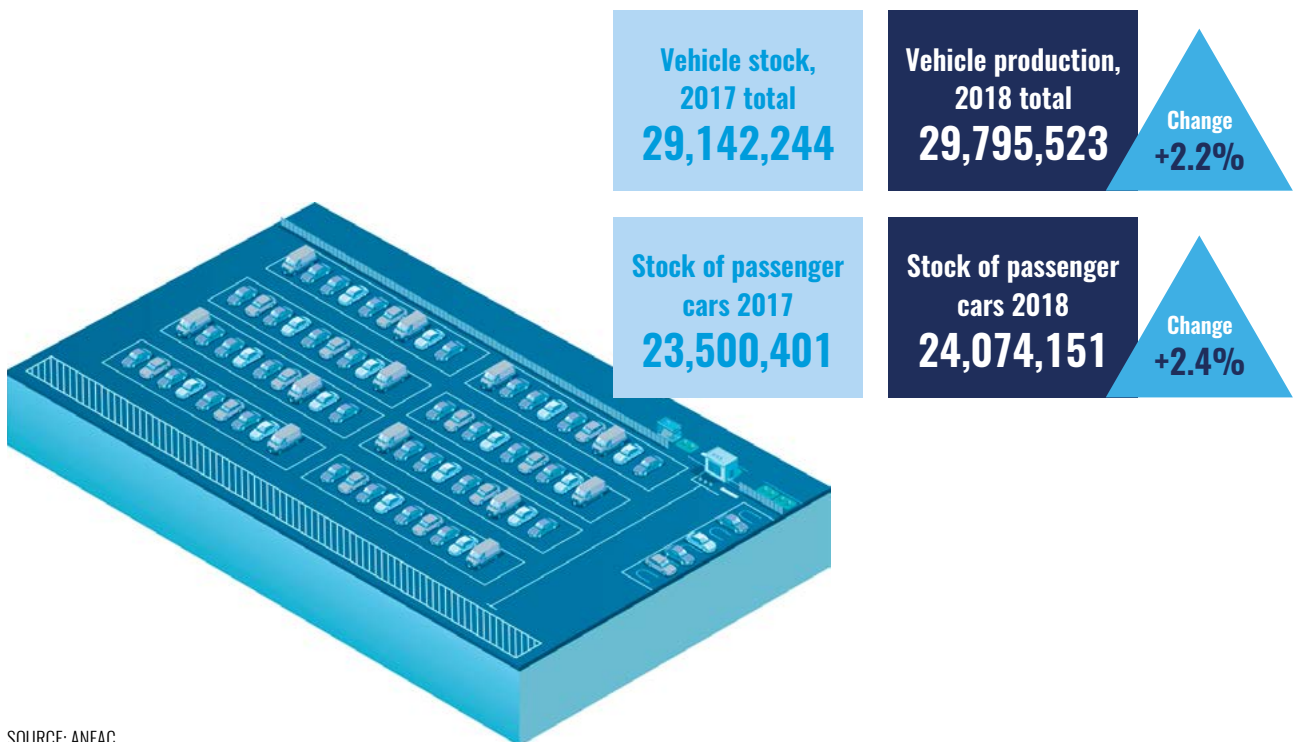 Vehicle stock,
2017 total
29,142,244
Vehicle production,
2018 total
29,795,523
Change
+2.2%
Stock of passenger
cars 2017
23,500,401
Stock of passenger
cars 2018
24,074,151
Change
+2.4%
SOURCE: ANFAC